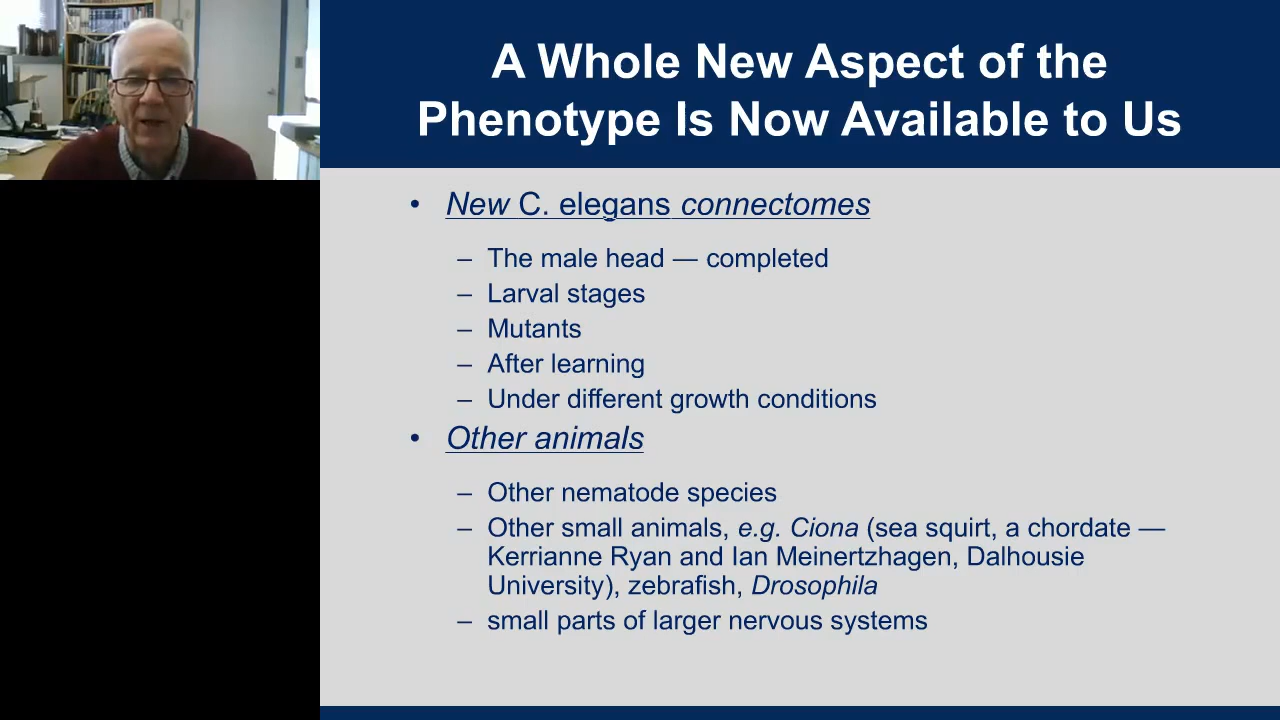 A Whole New Aspect of the
Phenotype Is Now Available to Us
• New C. elegans connectomes
– The male head — completed
– Larval stages
– Mutants
– After learning
– Under different growth conditions
• Other animals
– Other nematode species
– Other small animals, e.g. Ciona (sea squirt, a chordate —
Kerrianne Ryan and Ian Meinertzhagen, Dalhousie
University), zebrafish, Drosophila
– small parts of larger nervous systems